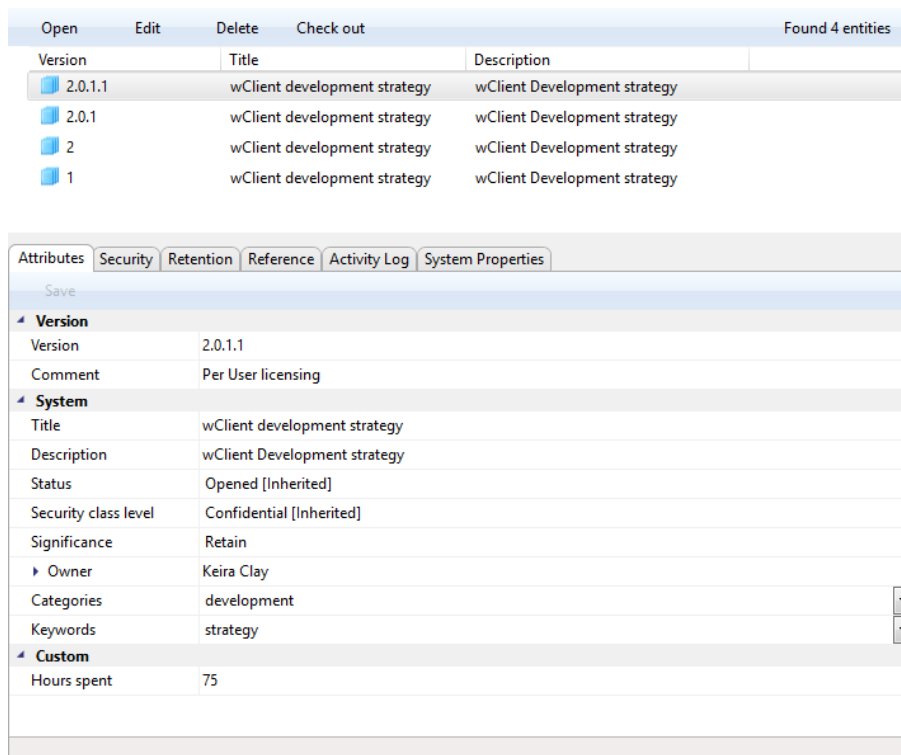 Open Edit Delete Check out Found 4 entities
Version Title Description
2.0.1.1 wClient development strategy wClient Development strategy
2.0.1 wClient development strategy wClient Development strategy
2 wClient development strategy wClient Development strategy
1 wClient development strategy wClient Development strategy
Attributes Security Retention Reference Activity Log System Properties
Save
Version
Version 2.0.1.1
Comment Per User licensing
System
Title wClient development strategy
Description wClient Development strategy
Status Opened [Inherited]
Security class level Confidential [Inherited]
Significance Retain
Owner Keira Clay
Categories development
Keywords strategy
Custom
Hours spent 75